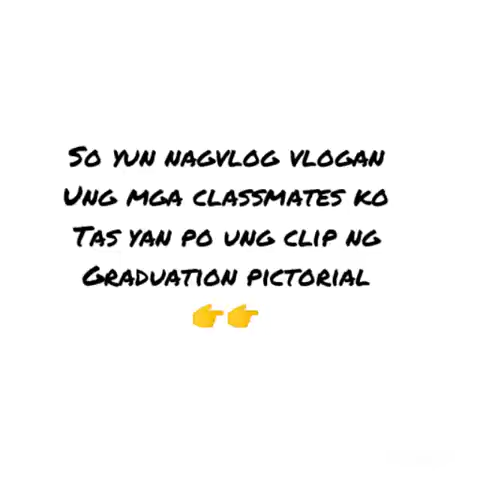 So yun nagvlog vlogan
Ung mga classmates ko
Tas yan po ung clip ng
Graduation pictorial
👉👉